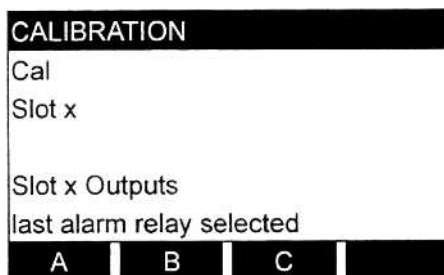 CALIBRATION
Cal
Slot x
Slot x Outputs
last alarm relay selected
A B C